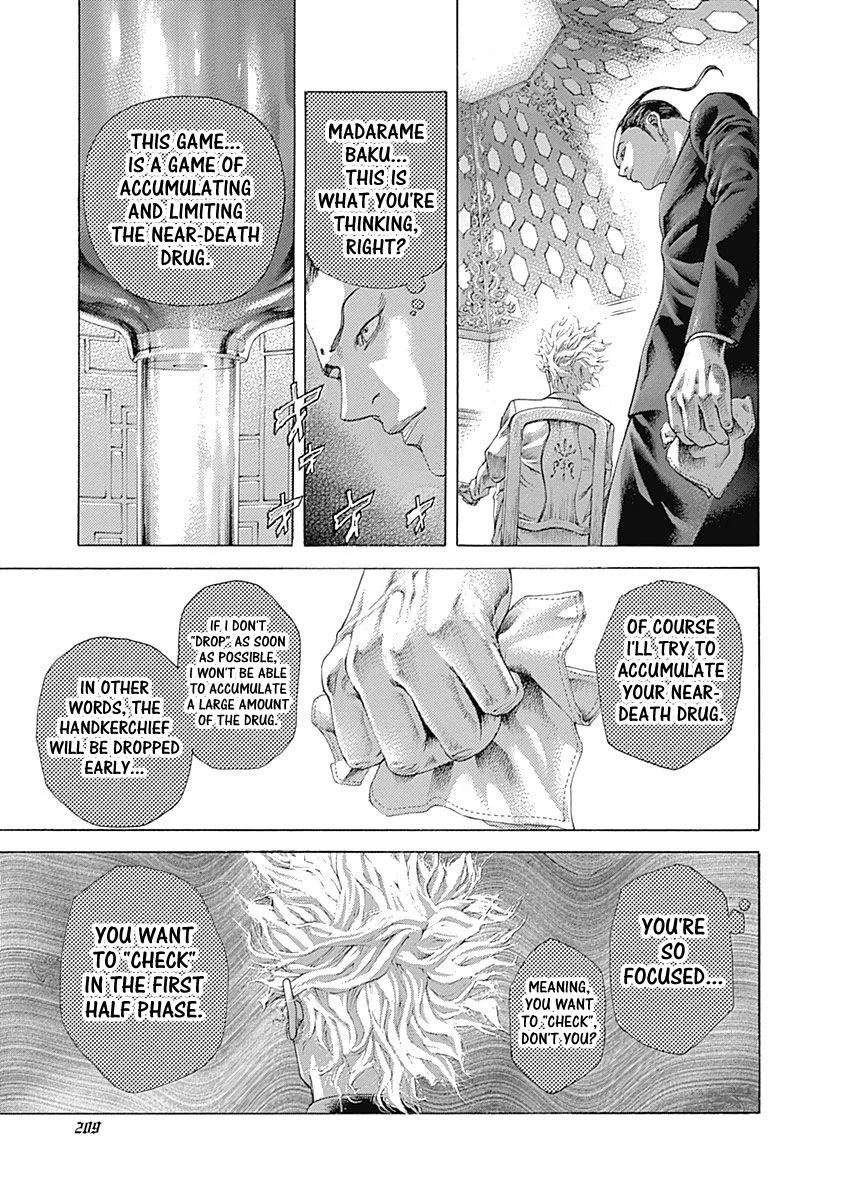 MADARAME
BAKU...
THIS IS
WHAT YOU'RE
THINKING,
RIGHT?
THIS GAME...
IS A GAME OF
ACCUMULATING
AND LIMITING
THE NEAR-DEATH
DRUG.
OF COURSE
I'LL TRY TO
ACCUMULATE
YOUR NEAR-
DEATH DRUG.
IF I DON'T
"DROP" AS SOON
AS POSSIBLE,
I WON'T BE ABLE
TO ACCUMULATE
A LARGE AMOUNT
OF THE DRUG.
IN OTHER
WORDS, THE
HANDKERCHIEF
WILL BE DROPPED
EARLY...
YOU'RE
SO
FOCUSED...
MEANING,
YOU WANT
TO "CHECK",
DON'T YOU?
YOU WANT
TO "CHECK"
IN THE FIRST
HALF PHASE.
209